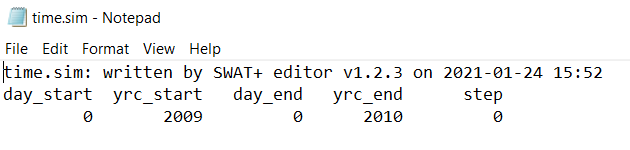 time.sim - Notepad
File Edit Format View Help
time.sim: written by SWAT+ editor v1.2.3 on 2021-01-24 15:52
day_start yrc_start day_end yrc_end step
0 2009 0 2010 0